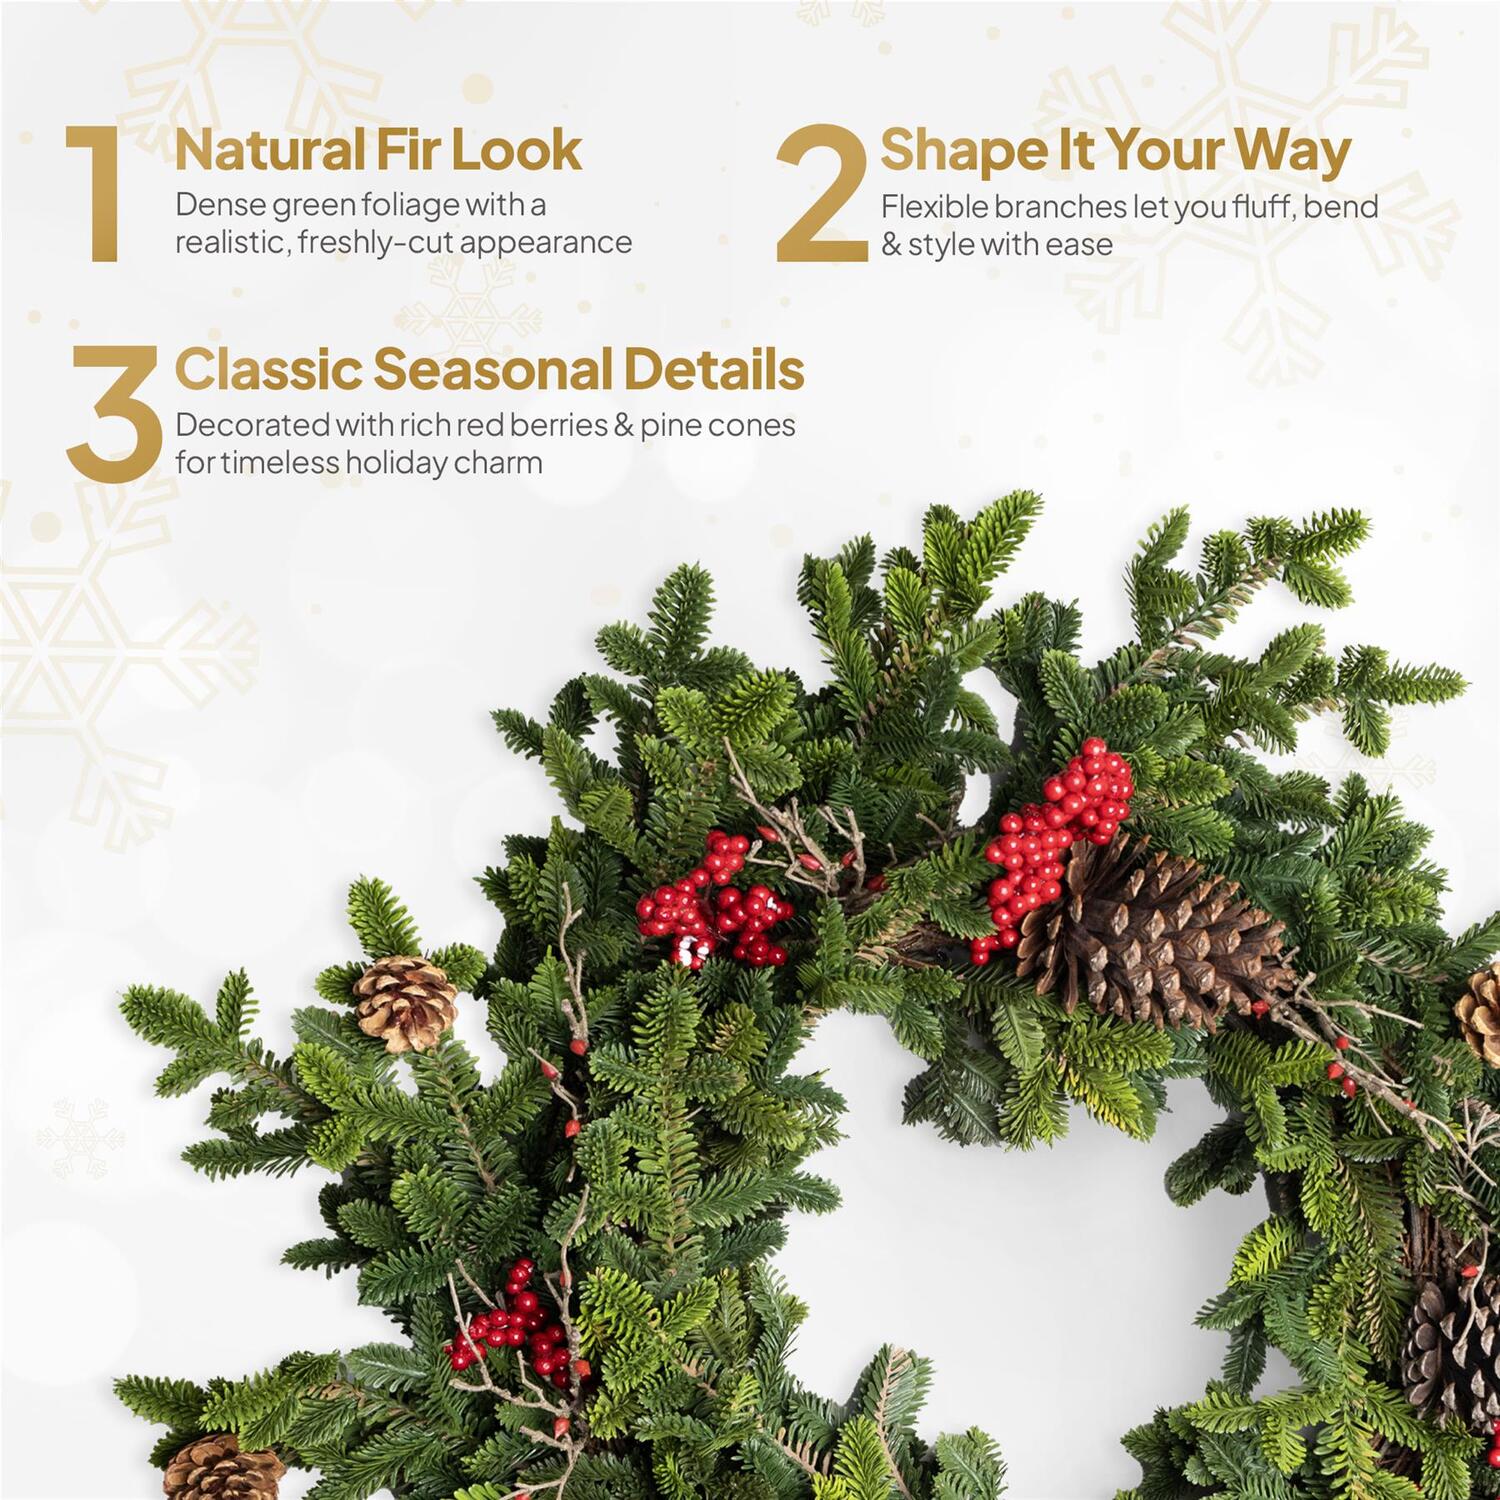 1
Natural Fir Look
Dense green foliage with a
realistic, freshly-cut appearance
2
Shape It Your Way
Flexible branches let you fluff, bend
& style with ease
3
Classic Seasonal Details
Decorated with rich red berries & pine cones
for timeless holiday charm